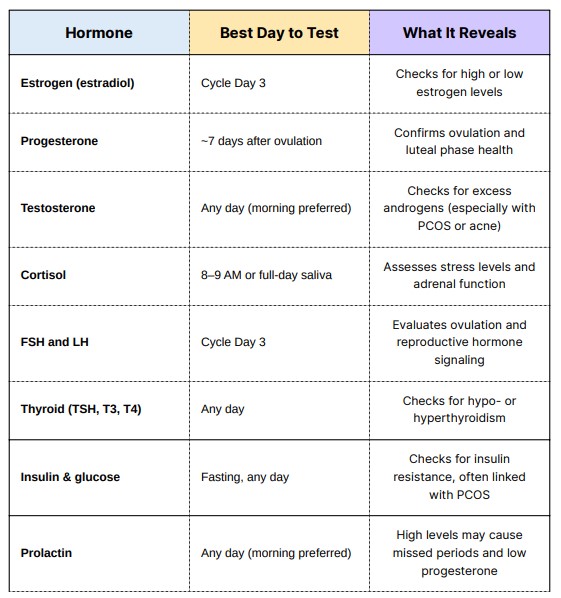 Hormone
Best Day to Test
What It Reveals
Estrogen (estradiol)
Cycle Day 3
Checks for high or low
estrogen levels
Progesterone
~7 days after ovulation
Confirms ovulation and
luteal phase health
Testosterone
Any day (morning preferred)
Checks for excess
androgens (especially with
PCOS or acne)
Cortisol
8–9 AM or full-day saliva
Assesses stress levels and
adrenal function
FSH and LH
Cycle Day 3
Evaluates ovulation and
reproductive hormone
signaling
Thyroid (TSH, T3, T4)
Any day
Checks for hypo- or
hyperthyroidism
Insulin & glucose
Fasting, any day
Checks for insulin
resistance, often linked
with PCOS
Prolactin
Any day (morning preferred)
High levels may cause
missed periods and low
progesterone